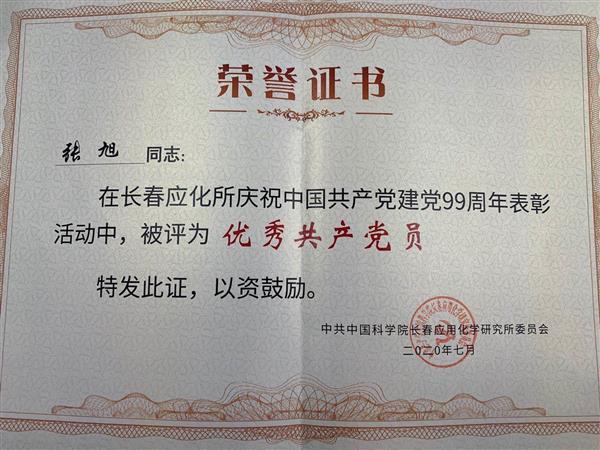 荣誉证书
张旭 同志:
在长春应化所庆祝中国共产党建党99周年表彰
活动中，被评为 优秀共产党员
特发此证，以资鼓励。
中共中国科学院长春应用化学研究所委员会
二〇二〇年七月